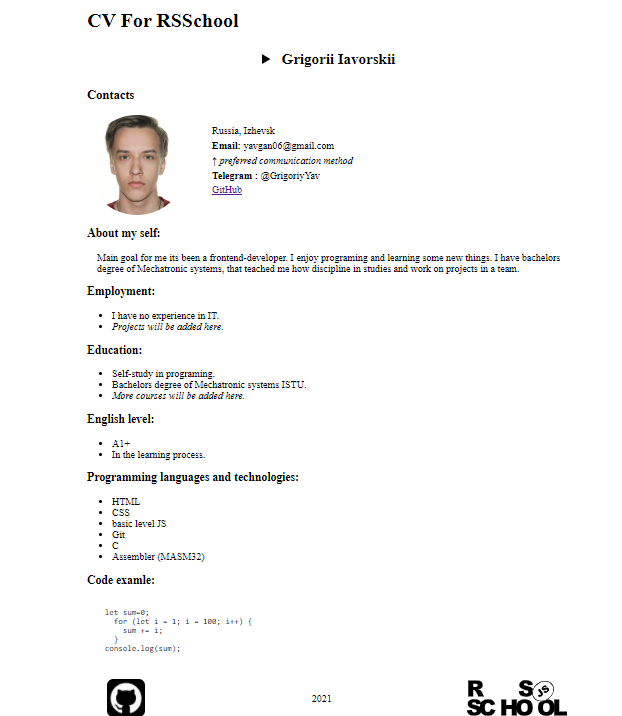 CV For RSSchool
▶ Grigorii Iavorskii
Contacts
Russia, Izhevsk
Email: yavgan06@gmail.com
↑ preferred communication method
Telegram : @GrigoriyYav
GitHub
About my self:
Main goal for me its been a frontend-developer. I enjoy programing and learning some new things. I have bachelors
degree of Mechatronic systems, that teached me how discipline in studies and work on projects in a team.
Employment:
• I have no experience in IT.
• Projects will be added here.
Education:
• Self-study in programing.
• Bachelors degree of Mechatronic systems ISTU.
• More courses will be added here.
English level:
• A1+
• In the learning process.
Programming languages and technologies:
• HTML
• CSS
• basic level JS
• Git
• C
• Assembler (MASM32)
Code examle:
let sum=0;
for (let i = 1; i = 100; i++) {
sum += i;
}
console.log(sum);
2021
R S JS
SCHOOL